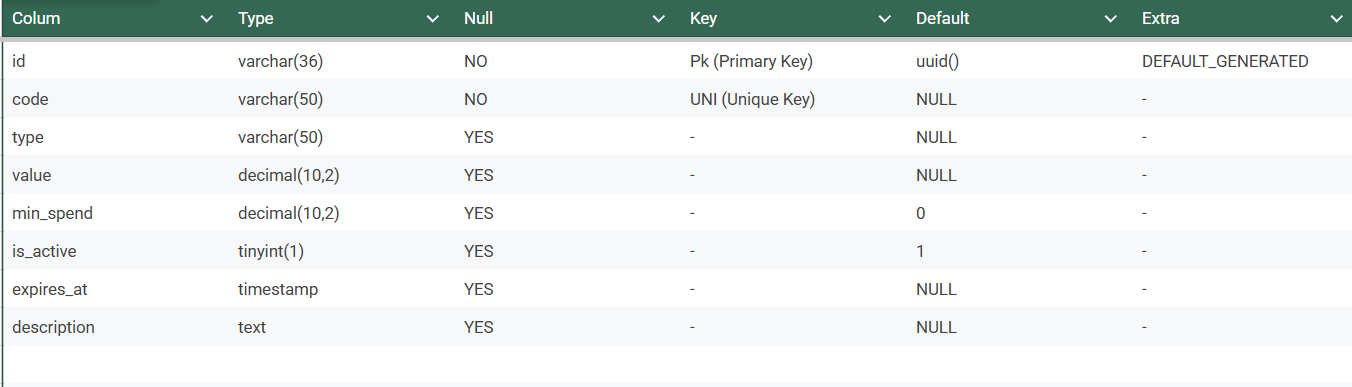 Colum Type Null Key Default Extra
id varchar(36) NO Pk (Primary Key) uuid() DEFAULT_GENERATED
code varchar(50) NO UNI (Unique Key) NULL -
type varchar(50) YES - NULL -
value decimal(10,2) YES - NULL -
min_spend decimal(10,2) YES - 0 -
is_active tinyint(1) YES - 1 -
expires_at timestamp YES - NULL -
description text YES - NULL -